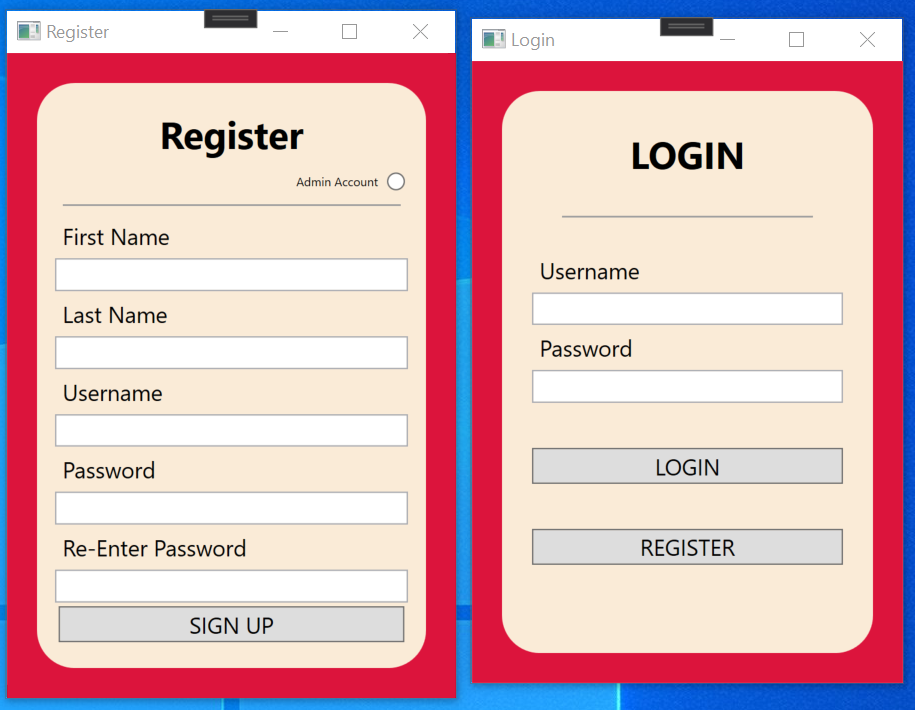 Register
Register
Admin Account
First Name
Last Name
Username
Password
Re-Enter Password
SIGN UP
Login
LOGIN
Username
Password
LOGIN
REGISTER